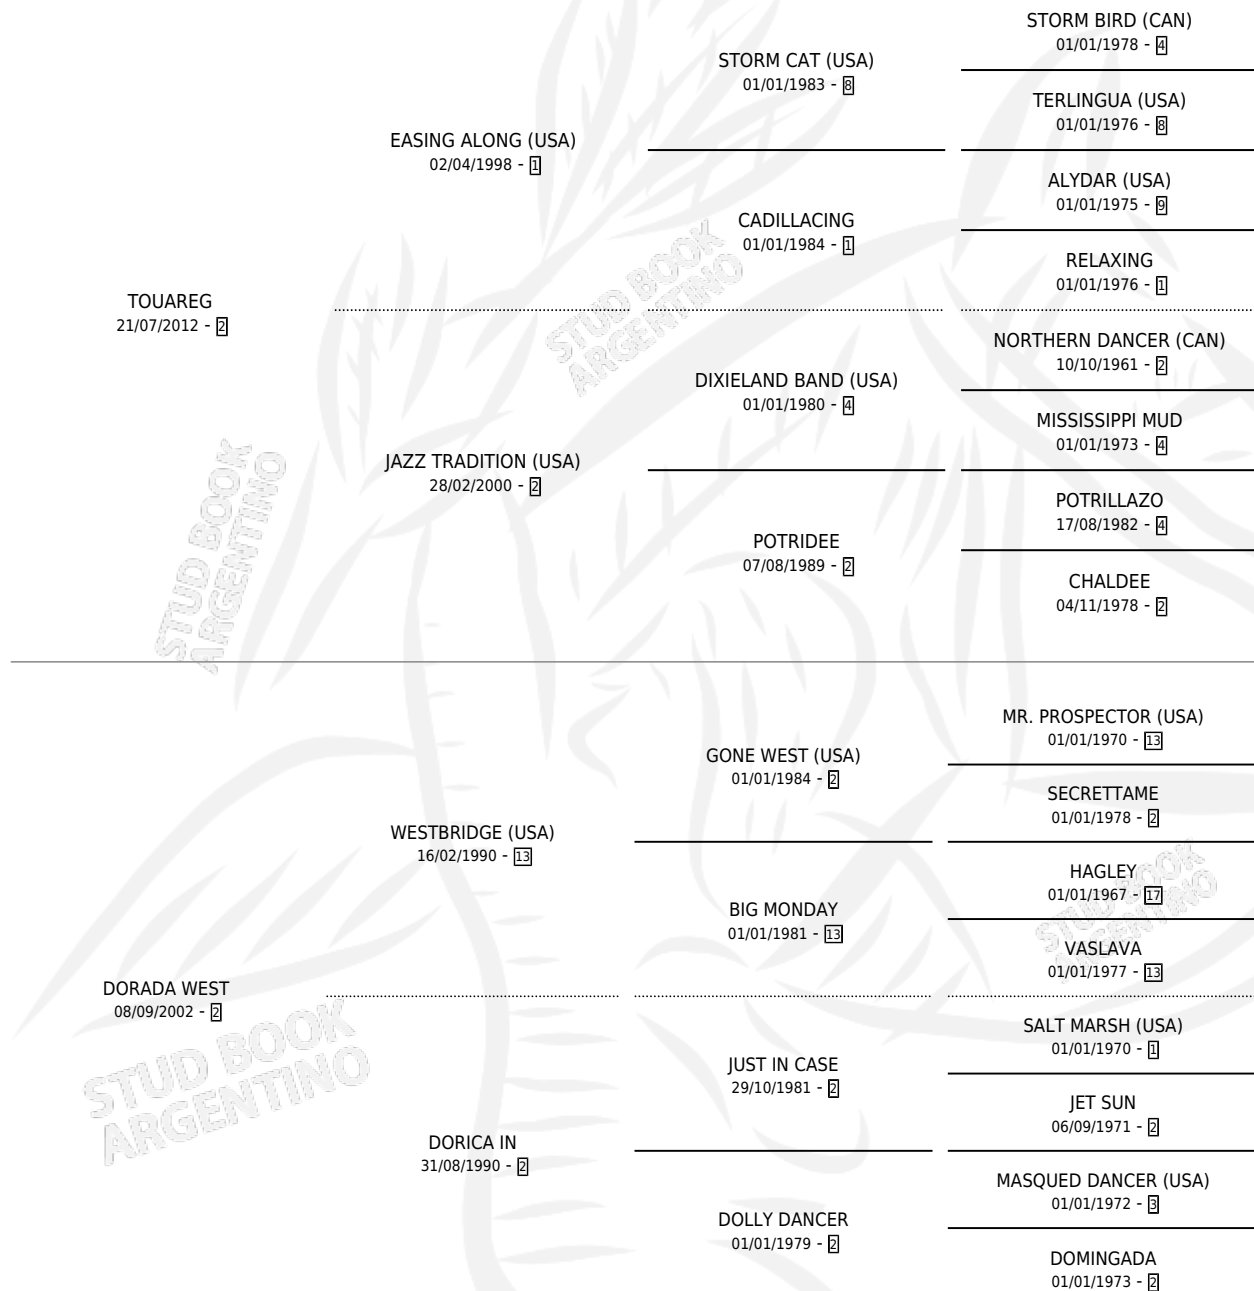 STORM BIRD (CAN)
01/01/1978 - 4
STORM CAT (USA)
01/01/1983 - 8
TERLINGUA (USA)
01/01/1976 - 8
EASING ALONG (USA)
02/04/1998 - 1
ALYDAR (USA)
01/01/1975 - 9
CADILLACING
01/01/1984 - 1
RELAXING
01/01/1976 - 1
TOUAREG
21/07/2012 - 2
STUD BOOK
ARGENTINO
NORTHERN DANCER (CAN)
10/10/1961 - 2
DIXIELAND BAND (USA)
01/01/1980 - 4
MISSISSIPPI MUD
01/01/1973 - 4
JAZZ TRADITION (USA)
28/02/2000 - 2
POTRILLAZO
17/08/1982 - 4
POTRIDEE
07/08/1989 - 2
CHALDEE
04/11/1978 - 2
STUD BOOK
ARGENTINO
MR. PROSPECTOR (USA)
01/01/1970 - 13
GONE WEST (USA)
01/01/1984 - 2
SECRETTAME
01/01/1978 - 2
WESTBRIDGE (USA)
16/02/1990 - 13
HAGLEY
01/01/1967 - 17
BIG MONDAY
01/01/1981 - 13
STUD BOOK
ARGENTINO
VASLAVA
01/01/1977 - 13
DORADA WEST
08/09/2002 - 2
STUD BOOK
ARGENTINO
SALT MARSH (USA)
01/01/1970 - 1
JUST IN CASE
29/10/1981 - 2
JET SUN
06/09/1971 - 2
DORICA IN
31/08/1990 - 2
MASQUED DANCER (USA)
01/01/1972 - 3
DOLLY DANCER
01/01/1979 - 2
DOMINGADA
01/01/1973 - 2